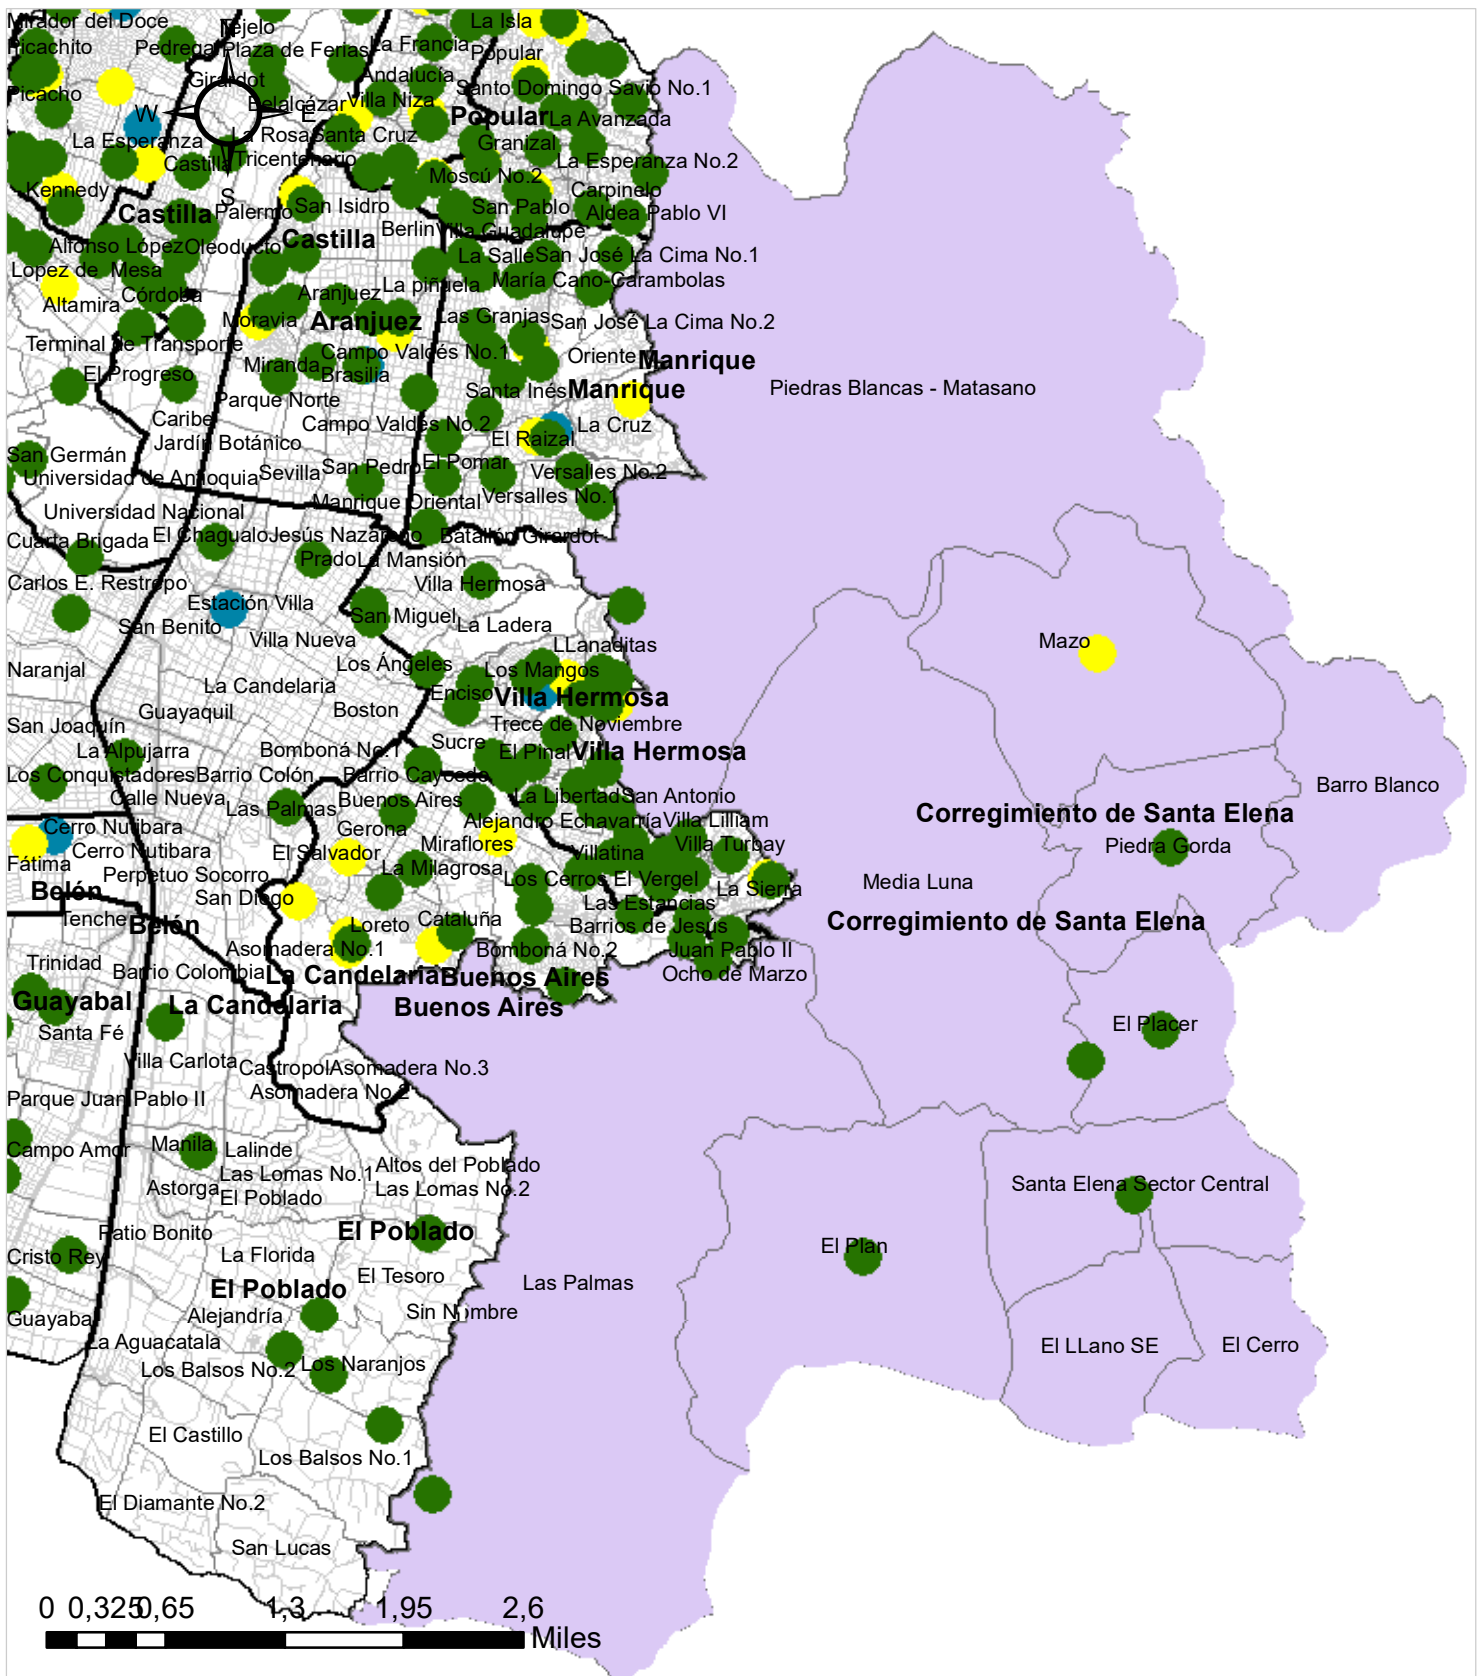 Mirador del Doce
Tejelo
La Isla
Picachito
Pedregal
Plaza de Ferias
La Francia
Popular
Girardot
Andalucía
Santo Domingo Savio No.1
Picacho
Belalcázar
Villa Niza
W
E
Popular
La Avanzada
La Esperanza
La Rosa
Santa Cruz
Granizal
Castilla
Tricentenario
La Esperanza No.2
Kennedy
S
Moscú No.2
Carpinelo
Castilla
Palermo
San Isidro
San Pablo
Aldea Pablo VI
Alfonso López
Oleoducto
Castilla
Berlin
Villa Guadalupe
La Salle
San José La Cima No.1
Lopez de Mesa
Altamira
Córdoba
Aranjuez
La piñuela
María Cano-Carambolas
Moravia
Aranjuez
Las Granjas
San José La Cima No.2
Terminal de Transporte
Campo Valdés No.1
Oriente
Manrique
El Progreso
Miranda
Brasilia
Santa Inés
Manrique
Piedras Blancas - Matasano
Parque Norte
Caribe
Campo Valdés No.2
La Cruz
Jardín Botánico
El Raizal
San Germán
Universidad de Antioquia
Sevilla
San Pedro
El Pomar
Versalles No.2
Manrique Oriental
Versalles No.1
Universidad Nacional
Cuarta Brigada
El Chagualo
Jesús Nazareno
Batallón Girardot
Prado
La Mansión
Carlos E. Restrepo
Villa Hermosa
Estación Villa
San Miguel
San Benito
Villa Nueva
La Ladera
LLanaditas
Mazo
Naranjal
Los Ángeles
Los Mangos
La Candelaria
Enciso
Villa Hermosa
San Joaquín
Guayaquil
Boston
Trece de Noviembre
La Alpujarra
Bomboná No.1
Sucre
El Pinal
Villa Hermosa
Los Conquistadores
Barrio Colón
Barrio Caycedo
Barro Blanco
Calle Nueva
Las Palmas
Buenos Aires
La Libertad
San Antonio
Corregimiento de Santa Elena
Cerro Nutibara
Gerona
Alejandro Echavarría
Villa Lilliam
Fátima
Cerro Nutibara
El Salvador
Miraflores
Villatina
Villa Turbay
Piedra Gorda
Belén
Perpetuo Socorro
La Milagrosa
Los Cerros El Vergel
La Sierra
Media Luna
San Diego
Las Estancias
Tenche
Belén
Loreto
Cataluña
Barrios de Jesús
Corregimiento de Santa Elena
Asomadera No.1
Bomboná No.2
Juan Pablo II
Trinidad
Barrio Colombia
La Candelaria
Buenos Aires
Ocho de Marzo
Guayabal
La Candelaria
Buenos Aires
Santa Fé
El Placer
Villa Carlota
Castropol
Asomadera No.3
Asomadera No.2
Parque Juan Pablo II
Campo Amor
Manila
Lalinde
Las Lomas No.1
Altos del Poblado
Astorga
El Poblado
Las Lomas No.2
Santa Elena Sector Central
Patio Bonito
El Poblado
Cristo Rey
La Florida
El Plan
El Tesoro
Las Palmas
El Poblado
Guayabal
Alejandría
Sin Nombre
La Aguacatala
El LLano SE
El Cerro
Los Balsos No.2
Los Naranjos
El Castillo
Los Balsos No.1
El Diamante No.2
San Lucas
0 0,325 0,65 1,3 1,95 2,6
Miles